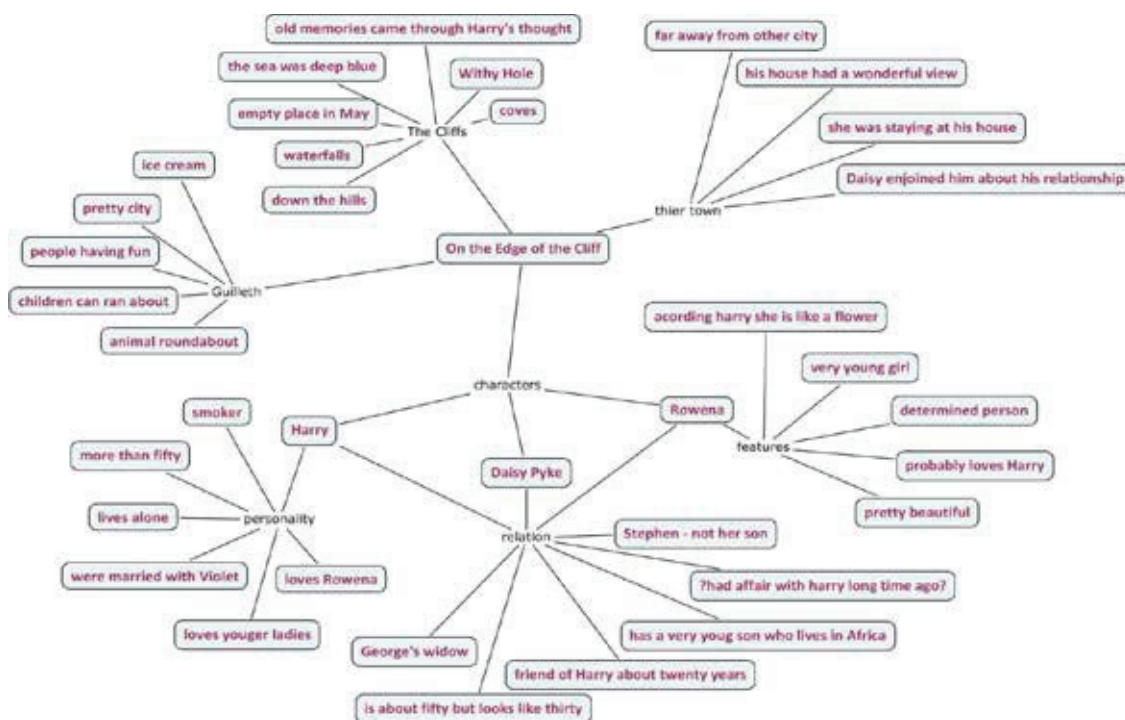 old memories came through Harry's thought
the sea was deep blue
Withy Hole
empty place in May
coves
The Cliffs
waterfalls
down the hills
far away from other city
his house had a wonderful view
she was staying at his house
Daisy enjoined him about his relationship
thier town
ice cream
pretty city
people having fun
Guilleth
children can ran about
animal roundabout
On the Edge of the Cliff
characters
acording harry she is like a flower
very young girl
Rowena
determined person
features
probably loves Harry
pretty beautiful
smoker
Harry
more than fifty
lives alone
personality
were married with Violet
loves Rowena
loves youger ladies
Daisy Pyke
relation
Stephen - not her son
?had affair with harry long time ago?
has a very youg son who lives in Africa
George's widow
friend of Harry about twenty years
is about fifty but looks like thirty